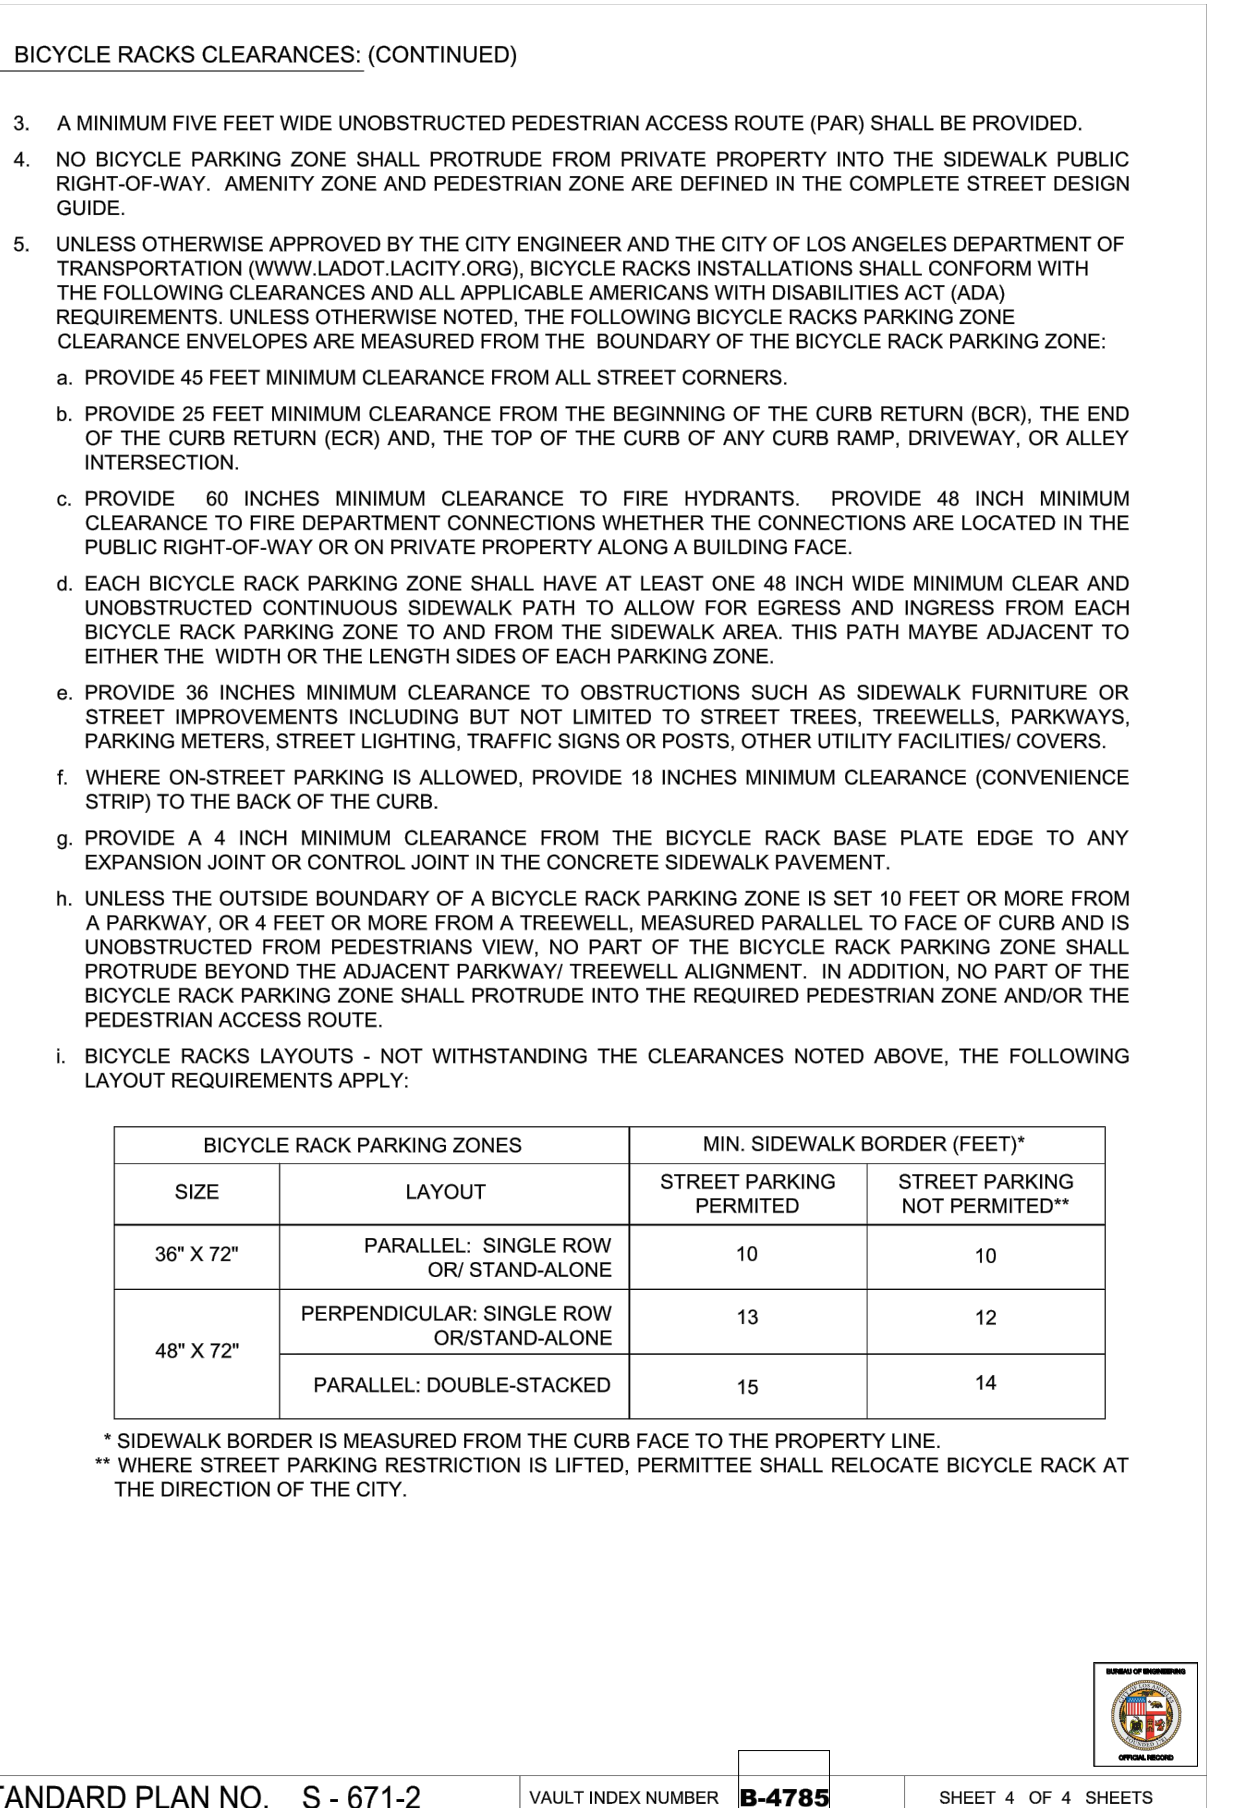 BICYCLE RACKS CLEARANCES: (CONTINUED)
3. A MINIMUM FIVE FEET WIDE UNOBSTRUCTED PEDESTRIAN ACCESS ROUTE (PAR) SHALL BE PROVIDED.
4. NO BICYCLE PARKING ZONE SHALL PROTRUDE FROM PRIVATE PROPERTY INTO THE SIDEWALK PUBLIC
RIGHT-OF-WAY. AMENITY ZONE AND PEDESTRIAN ZONE ARE DEFINED IN THE COMPLETE STREET DESIGN
GUIDE.
5. UNLESS OTHERWISE APPROVED BY THE CITY ENGINEER AND THE CITY OF LOS ANGELES DEPARTMENT OF
TRANSPORTATION (WWW.LADOT.LACITY.ORG), BICYCLE RACKS INSTALLATIONS SHALL CONFORM WITH
THE FOLLOWING CLEARANCES AND ALL APPLICABLE AMERICANS WITH DISABILITIES ACT (ADA)
REQUIREMENTS. UNLESS OTHERWISE NOTED, THE FOLLOWING BICYCLE RACKS PARKING ZONE
CLEARANCE ENVELOPES ARE MEASURED FROM THE BOUNDARY OF THE BICYCLE RACK PARKING ZONE:
a. PROVIDE 45 FEET MINIMUM CLEARANCE FROM ALL STREET CORNERS.
b. PROVIDE 25 FEET MINIMUM CLEARANCE FROM THE BEGINNING OF THE CURB RETURN (BCR), THE END
OF THE CURB RETURN (ECR) AND, THE TOP OF THE CURB OF ANY CURB RAMP, DRIVEWAY, OR ALLEY
INTERSECTION.
c. PROVIDE 60 INCHES MINIMUM CLEARANCE TO FIRE HYDRANTS. PROVIDE 48 INCH MINIMUM
CLEARANCE TO FIRE DEPARTMENT CONNECTIONS WHETHER THE CONNECTIONS ARE LOCATED IN THE
PUBLIC RIGHT-OF-WAY OR ON PRIVATE PROPERTY ALONG A BUILDING FACE.
d. EACH BICYCLE RACK PARKING ZONE SHALL HAVE AT LEAST ONE 48 INCH WIDE MINIMUM CLEAR AND
UNOBSTRUCTED CONTINUOUS SIDEWALK PATH TO ALLOW FOR EGRESS AND INGRESS FROM EACH
BICYCLE RACK PARKING ZONE TO AND FROM THE SIDEWALK AREA. THIS PATH MAYBE ADJACENT TO
EITHER THE WIDTH OR THE LENGTH SIDES OF EACH PARKING ZONE.
e. PROVIDE 36 INCHES MINIMUM CLEARANCE TO OBSTRUCTIONS SUCH AS SIDEWALK FURNITURE OR
STREET IMPROVEMENTS INCLUDING BUT NOT LIMITED TO STREET TREES, TREEWELLS, PARKWAYS,
PARKING METERS, STREET LIGHTING, TRAFFIC SIGNS OR POSTS, OTHER UTILITY FACILITIES/ COVERS.
f. WHERE ON-STREET PARKING IS ALLOWED, PROVIDE 18 INCHES MINIMUM CLEARANCE (CONVENIENCE
STRIP) TO THE BACK OF THE CURB.
g. PROVIDE A 4 INCH MINIMUM CLEARANCE FROM THE BICYCLE RACK BASE PLATE EDGE TO ANY
EXPANSION JOINT OR CONTROL JOINT IN THE CONCRETE SIDEWALK PAVEMENT.
h. UNLESS THE OUTSIDE BOUNDARY OF A BICYCLE RACK PARKING ZONE IS SET 10 FEET OR MORE FROM
A PARKWAY, OR 4 FEET OR MORE FROM A TREEWELL, MEASURED PARALLEL TO FACE OF CURB AND IS
UNOBSTRUCTED FROM PEDESTRIANS VIEW, NO PART OF THE BICYCLE RACK PARKING ZONE SHALL
PROTRUDE BEYOND THE ADJACENT PARKWAY/ TREEWELL ALIGNMENT. IN ADDITION, NO PART OF THE
BICYCLE RACK PARKING ZONE SHALL PROTRUDE INTO THE REQUIRED PEDESTRIAN ZONE AND/OR THE
PEDESTRIAN ACCESS ROUTE.
i. BICYCLE RACKS LAYOUTS - NOT WITHSTANDING THE CLEARANCES NOTED ABOVE, THE FOLLOWING
LAYOUT REQUIREMENTS APPLY:
BICYCLE RACK PARKING ZONES MIN. SIDEWALK BORDER (FEET)*
SIZE LAYOUT STREET PARKING PERMITED STREET PARKING NOT PERMITED**
36" X 72" PARALLEL: SINGLE ROW OR/ STAND-ALONE 10 10
48" X 72" PERPENDICULAR: SINGLE ROW OR/STAND-ALONE 13 12
PARALLEL: DOUBLE-STACKED 15 14
* SIDEWALK BORDER IS MEASURED FROM THE CURB FACE TO THE PROPERTY LINE.
** WHERE STREET PARKING RESTRICTION IS LIFTED, PERMITTEE SHALL RELOCATE BICYCLE RACK AT
THE DIRECTION OF THE CITY.
BUREAU OF ENGINEERING
CITY OF LOS ANGELES
FOUNDED 1781
OFFICIAL RECORD
TANDARD PLAN NO. S - 671-2
VAULT INDEX NUMBER B-4785
SHEET 4 OF 4 SHEETS